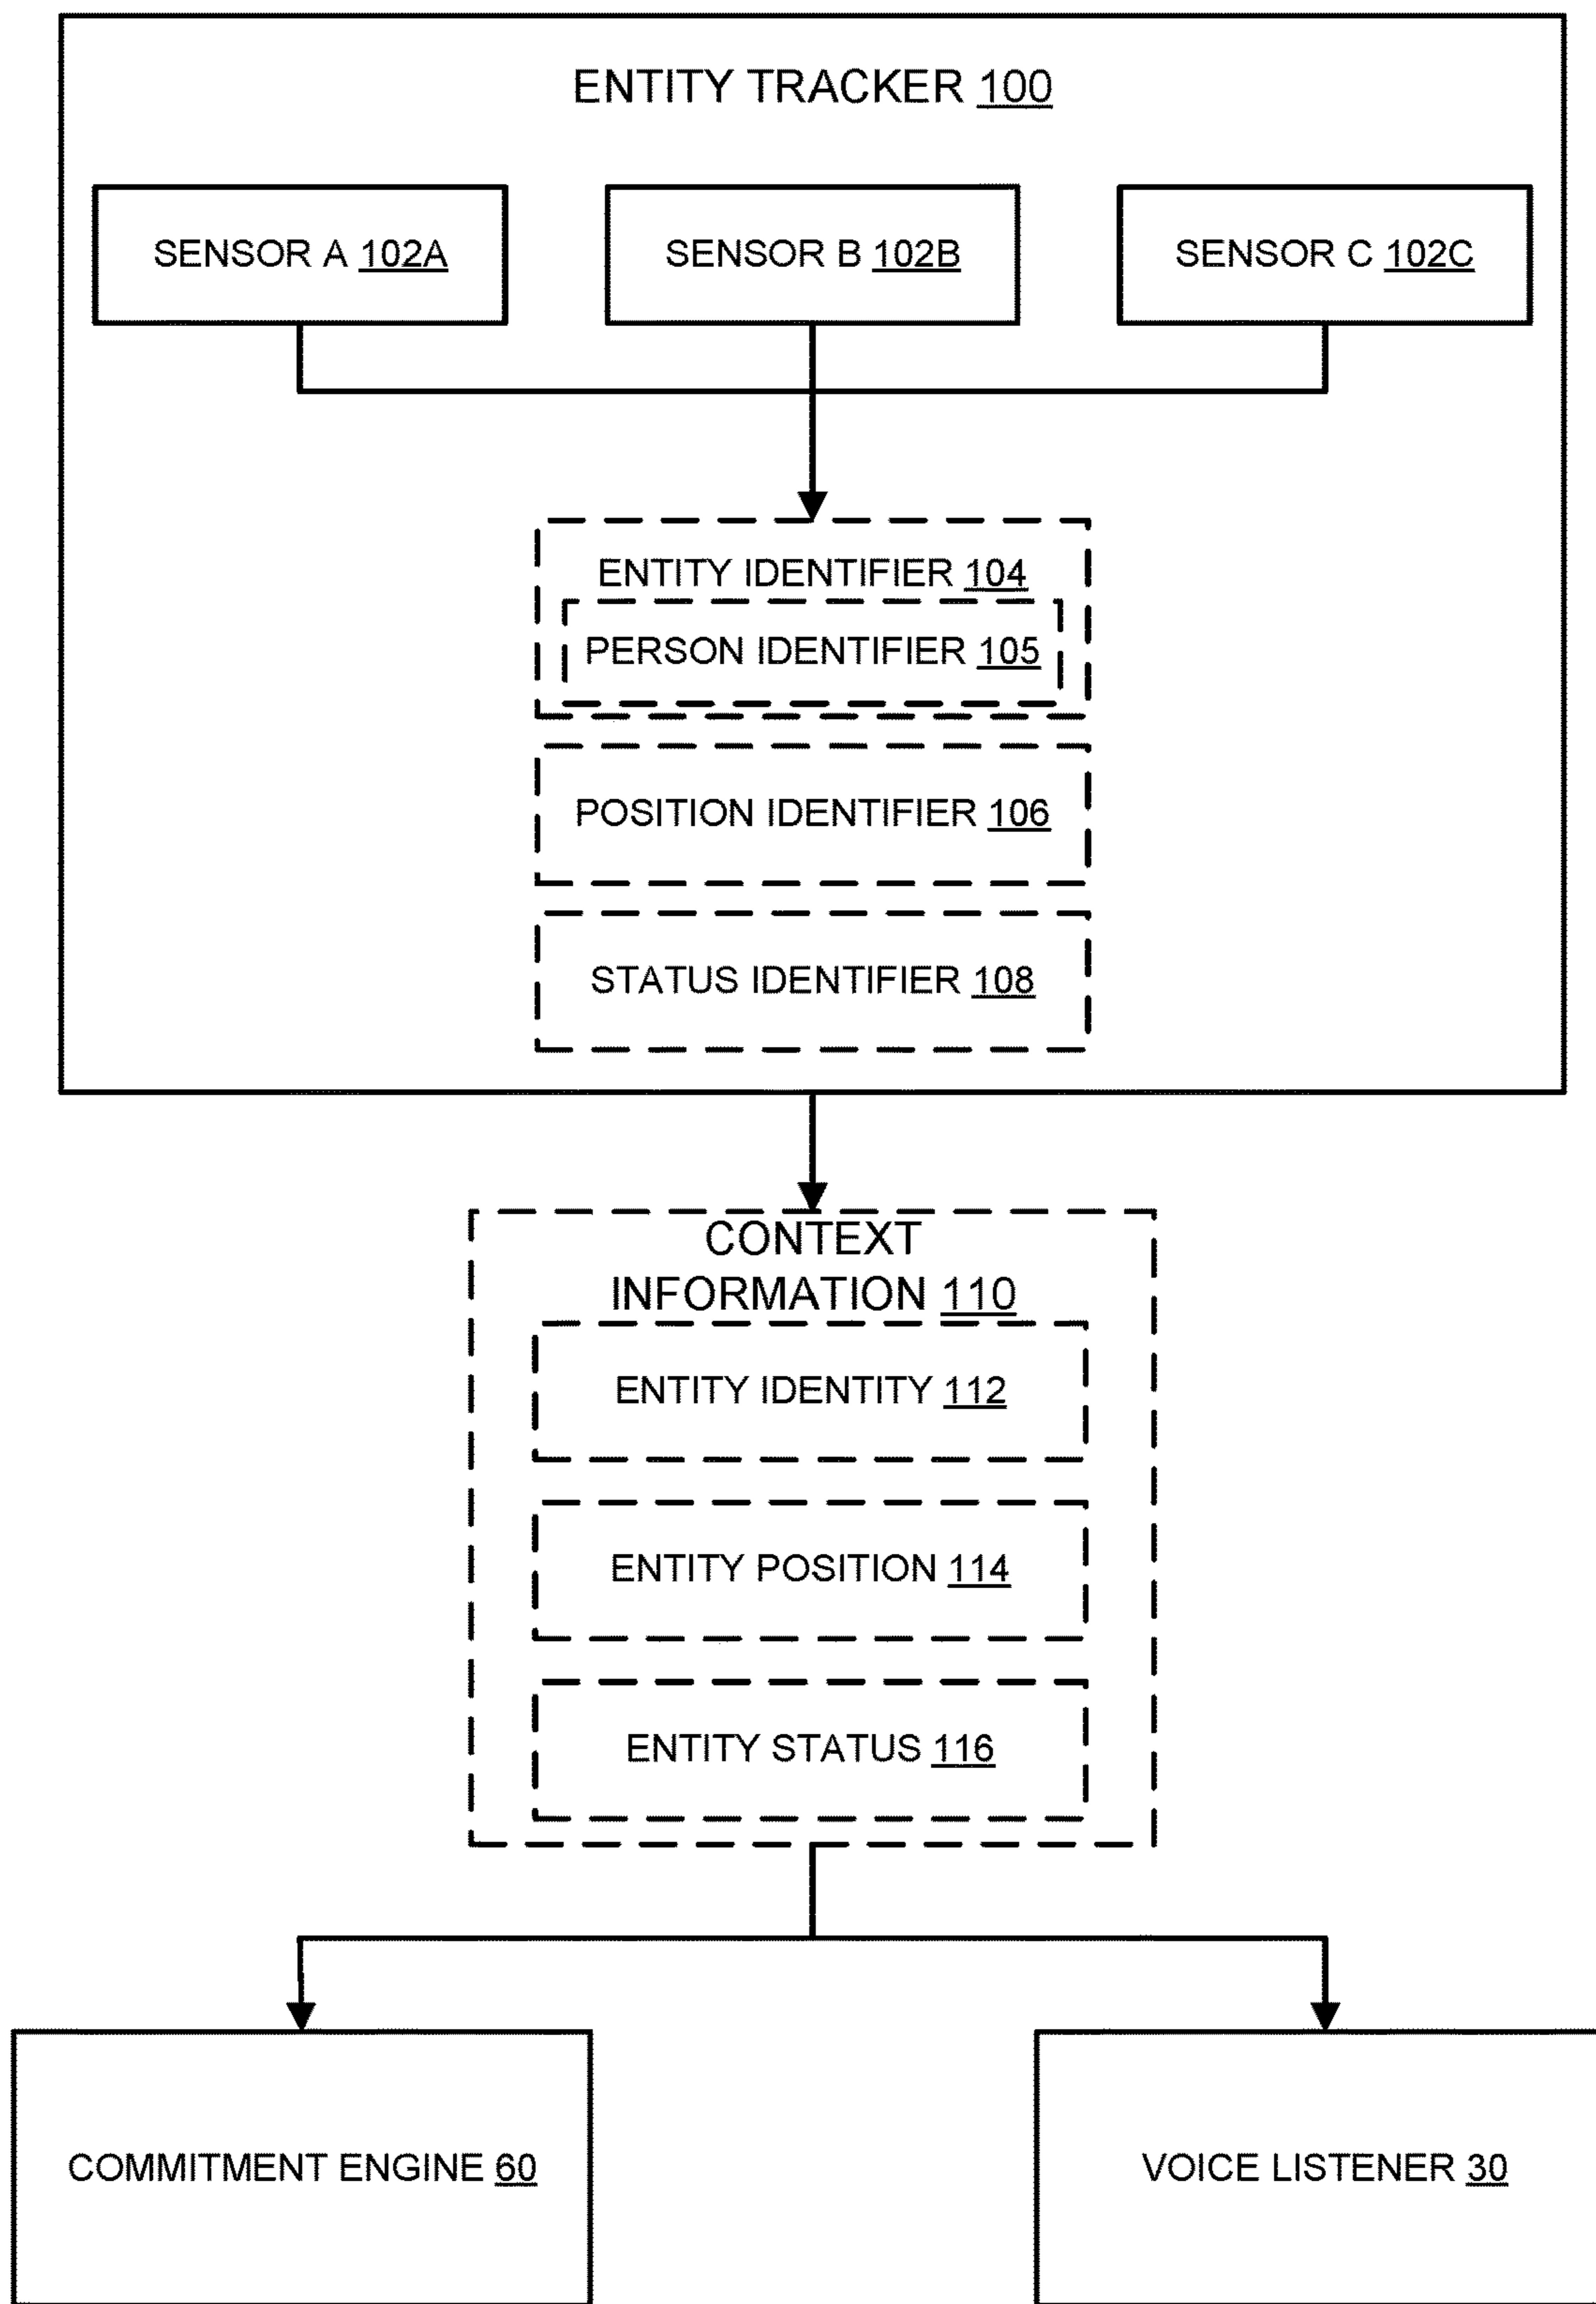 ENTITY TRACKER 100
SENSOR A 102A
SENSOR B 102B
SENSOR C 102C
ENTITY IDENTIFIER 104
PERSON IDENTIFIER 105
POSITION IDENTIFIER 106
STATUS IDENTIFIER 108
CONTEXT
INFORMATION 110
ENTITY IDENTITY 112
ENTITY POSITION 114
ENTITY STATUS 116
COMMITMENT ENGINE 60
VOICE LISTENER 30